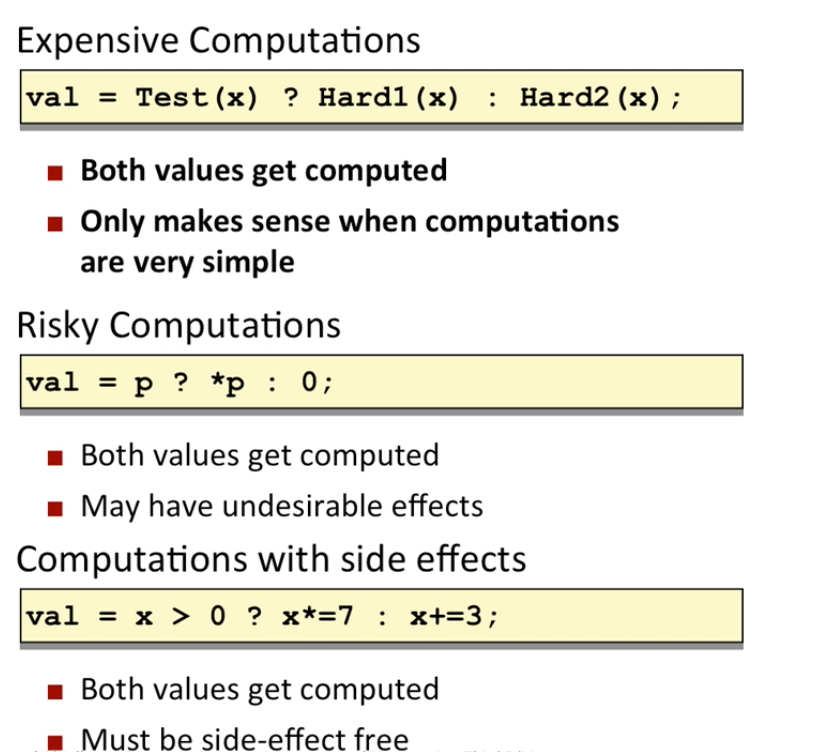 Expensive Computations
val = Test(x) ? Hard1(x) : Hard2(x);
Both values get computed
Only makes sense when computations
are very simple
Risky Computations
val = p ? *p : 0;
Both values get computed
May have undesirable effects
Computations with side effects
val = x > 0 ? x*=7 : x+=3;
Both values get computed
Must be side-effect free